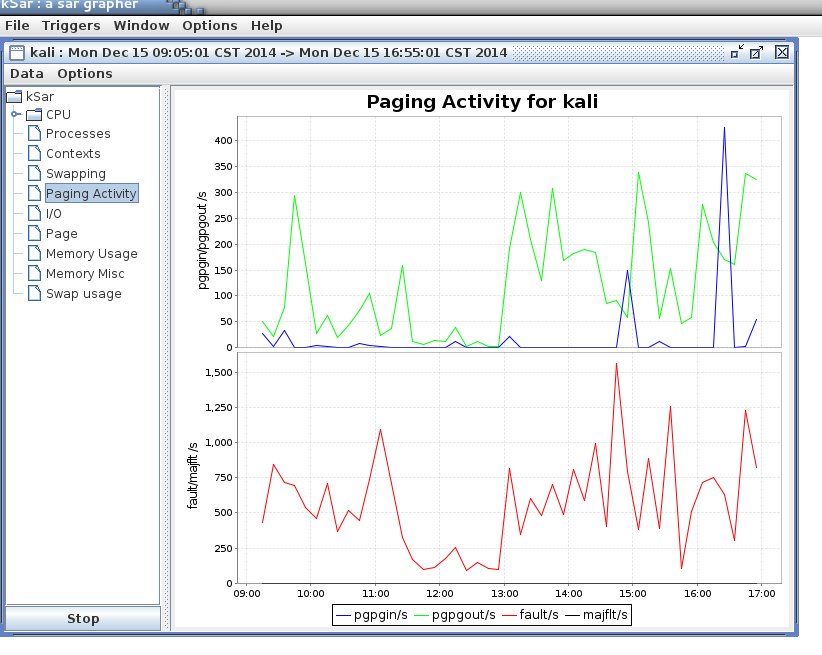 kSar : a sar grapher
File Triggers Window Options Help
kali : Mon Dec 15 09:05:01 CST 2014 -> Mon Dec 15 16:55:01 CST 2014
Data Options
kSar
CPU
Processes
Contexts
Swapping
Paging Activity
I/O
Page
Memory Usage
Memory Misc
Swap usage
Stop
Paging Activity for kali
pgpgin/pgpgout /s
400
350
300
250
200
150
100
50
0
fault/majflt /s
1,500
1,250
1,000
750
500
250
0
09:00 10:00 11:00 12:00 13:00 14:00 15:00 16:00 17:00
pgpgin/s pgpgout/s fault/s majflt/s